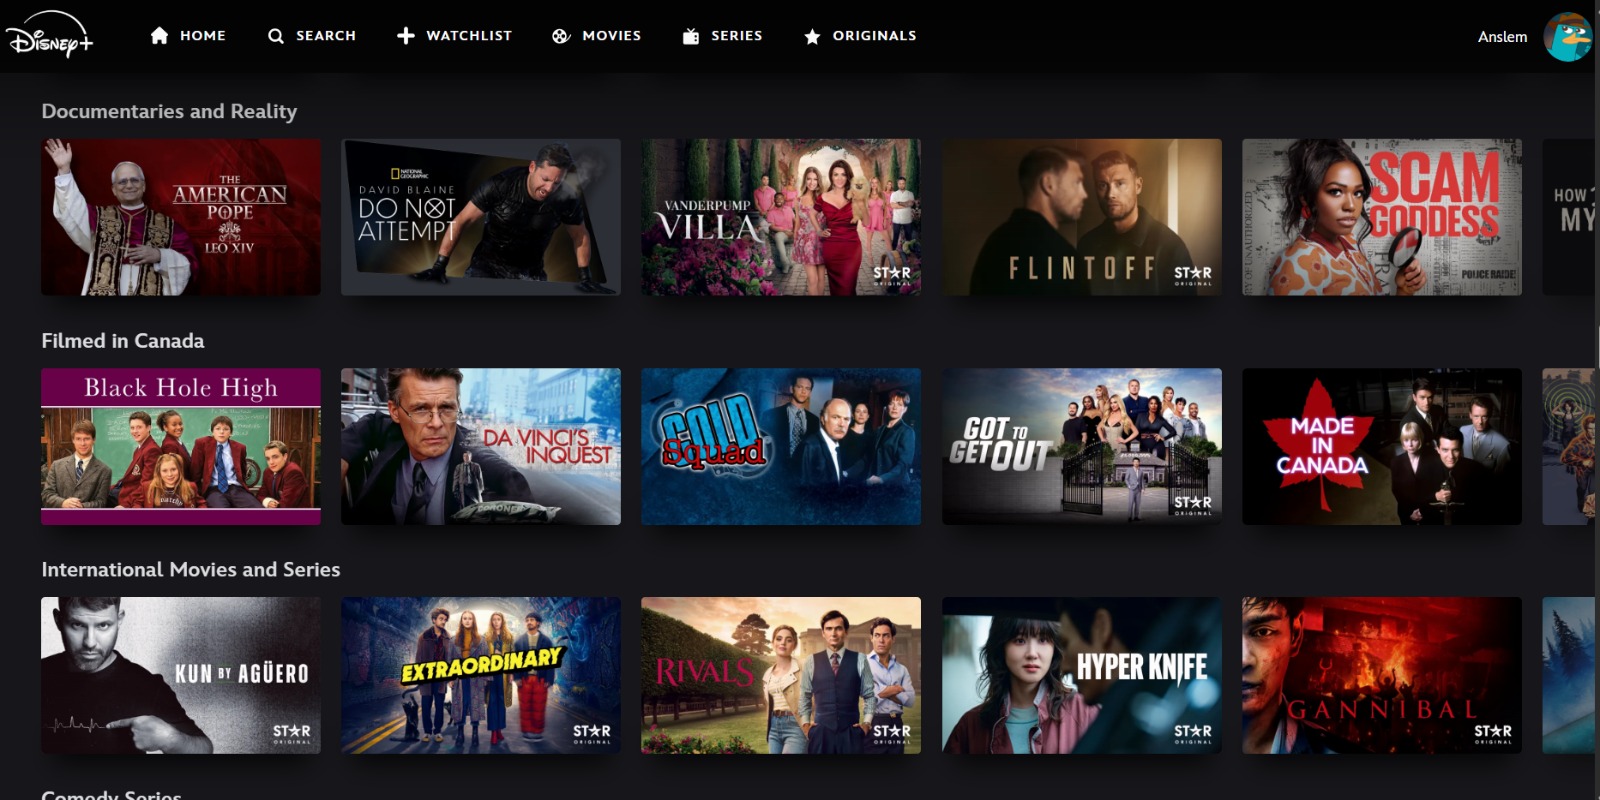 Disney+
HOME
SEARCH
WATCHLIST
MOVIES
SERIES
ORIGINALS
Anslem
Documentaries and Reality
THE
AMERICAN
POPE
LEO XIV
NATIONAL
GEOGRAPHIC
DAVID BLAINE
DO NOT
ATTEMPT
VANDERPUMP
VILLA
STAR
ORIGINAL
FLINTOFF
STAR
ORIGINAL
SCAM
GODDESS
POLICE RAIDE
HOW
MY
Filmed in Canada
Black Hole High
DA VINCI'S
INQUEST
CORONER
COLD
Squad
GOT TO
GET OUT
STAR
ORIGINAL
MADE
IN
CANADA
International Movies and Series
KUN BY AGÜERO
STAR
ORIGINAL
EXTRAORDINARY
STAR
ORIGINAL
RIVALS
STAR
ORIGINAL
HYPER KNIFE
STAR
ORIGINAL
GANNIBAL
STAR
ORIGINAL
Comedy Series